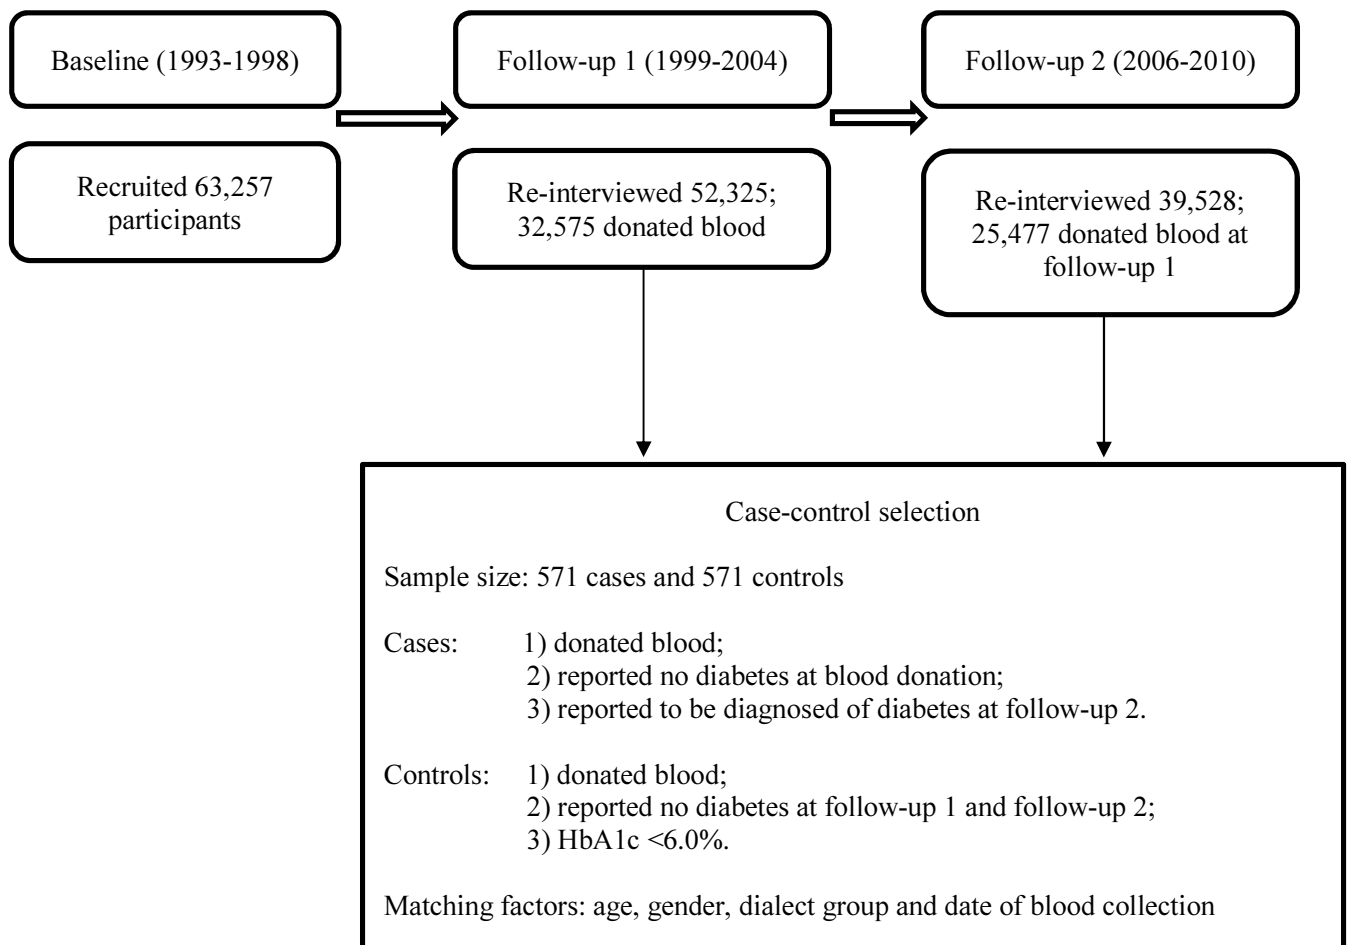 Baseline (1993-1998)
Follow-up 1 (1999-2004)
Follow-up 2 (2006-2010)
Recruited 63,257
participants
Re-interviewed 52,325;
32,575 donated blood
Re-interviewed 39,528;
25,477 donated blood at
follow-up 1
Case-control selection
Sample size: 571 cases and 571 controls
Cases: 1) donated blood;
2) reported no diabetes at blood donation;
3) reported to be diagnosed of diabetes at follow-up 2.
Controls: 1) donated blood;
2) reported no diabetes at follow-up 1 and follow-up 2;
3) HbA1c <6.0%.
Matching factors: age, gender, dialect group and date of blood collection